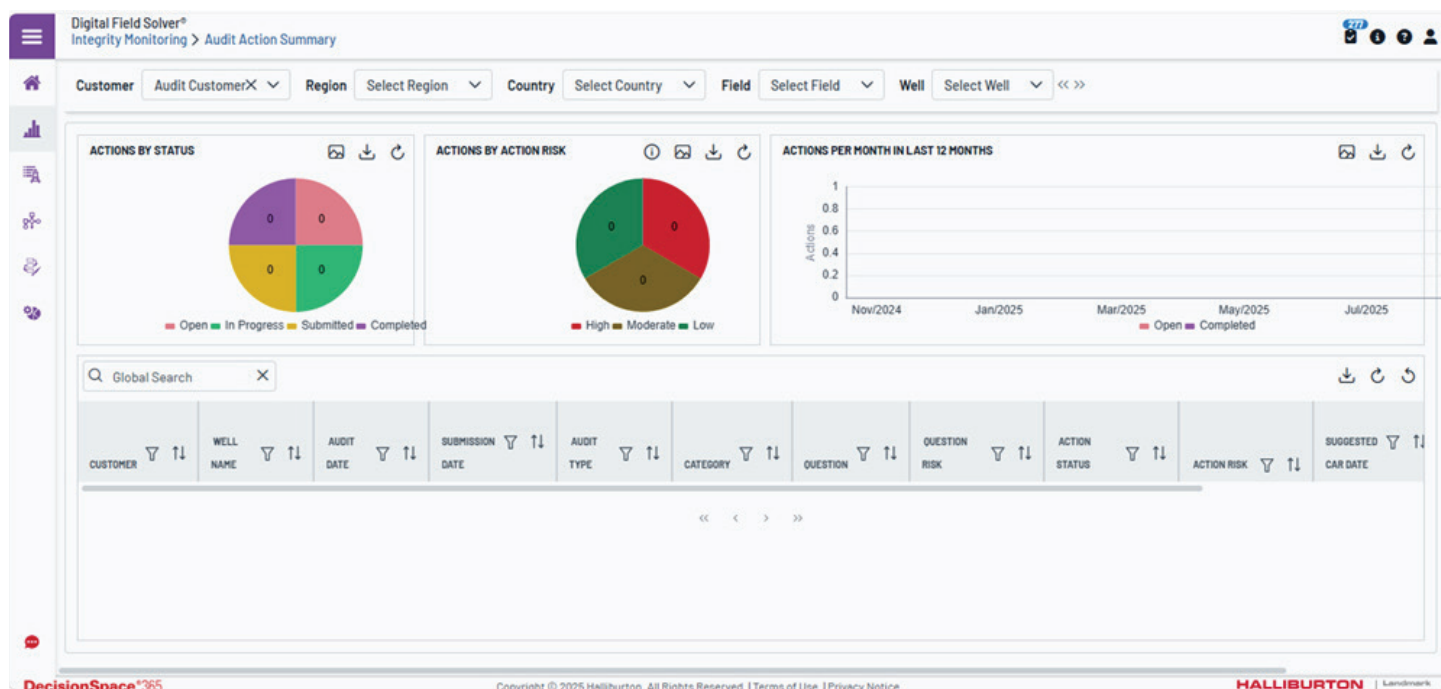 Digital Field Solver®
Integrity Monitoring > Audit Action Summary
277
Customer Audit Customer Region Select Region Country Select Country Field Select Field Well Select Well
ACTIONS BY STATUS
0 0
0 0
Open In Progress Submitted Completed
ACTIONS BY ACTION RISK
0 0
0
High Moderate Low
ACTIONS PER MONTH IN LAST 12 MONTHS
Actions
1
0.8
0.6
0.4
0.2
0
Nov/2024 Jan/2025 Mar/2025 May/2025 Jul/2025
Open Completed
Global Search
CUSTOMER
WELL
NAME
AUDIT
DATE
SUBMISSION
DATE
AUDIT
TYPE
CATEGORY
QUESTION
QUESTION
RISK
ACTION
STATUS
ACTION RISK
SUGGESTED
CAR DATE
DecisionSpace®365
Copyright © 2025 Halliburton. All Rights Reserved. | Terms of Use. | Privacy Notice
HALLIBURTON | Landmark